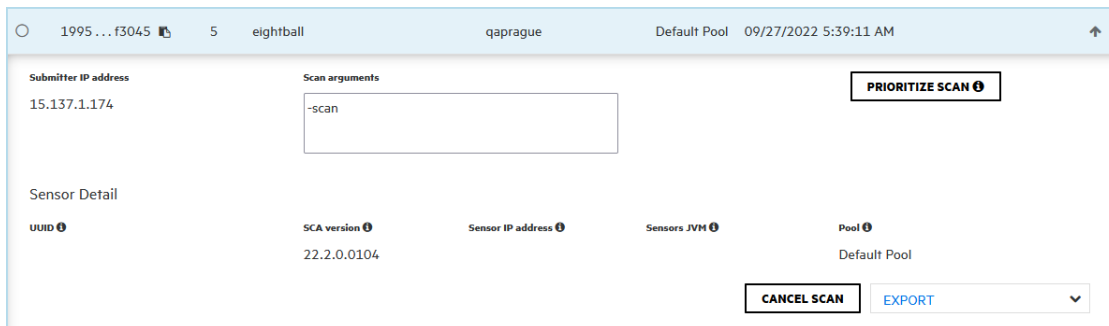 1995...f3045 5 eightball qaprague Default Pool 09/27/2022 5:39:11 AM
Submitter IP address Scan arguments
PRIORITIZE SCAN
15.137.1.174 -scan
Sensor Detail
UUID SCA version Sensor IP address Sensors JVM Pool
22.2.0.0104 Default Pool
CANCEL SCAN EXPORT